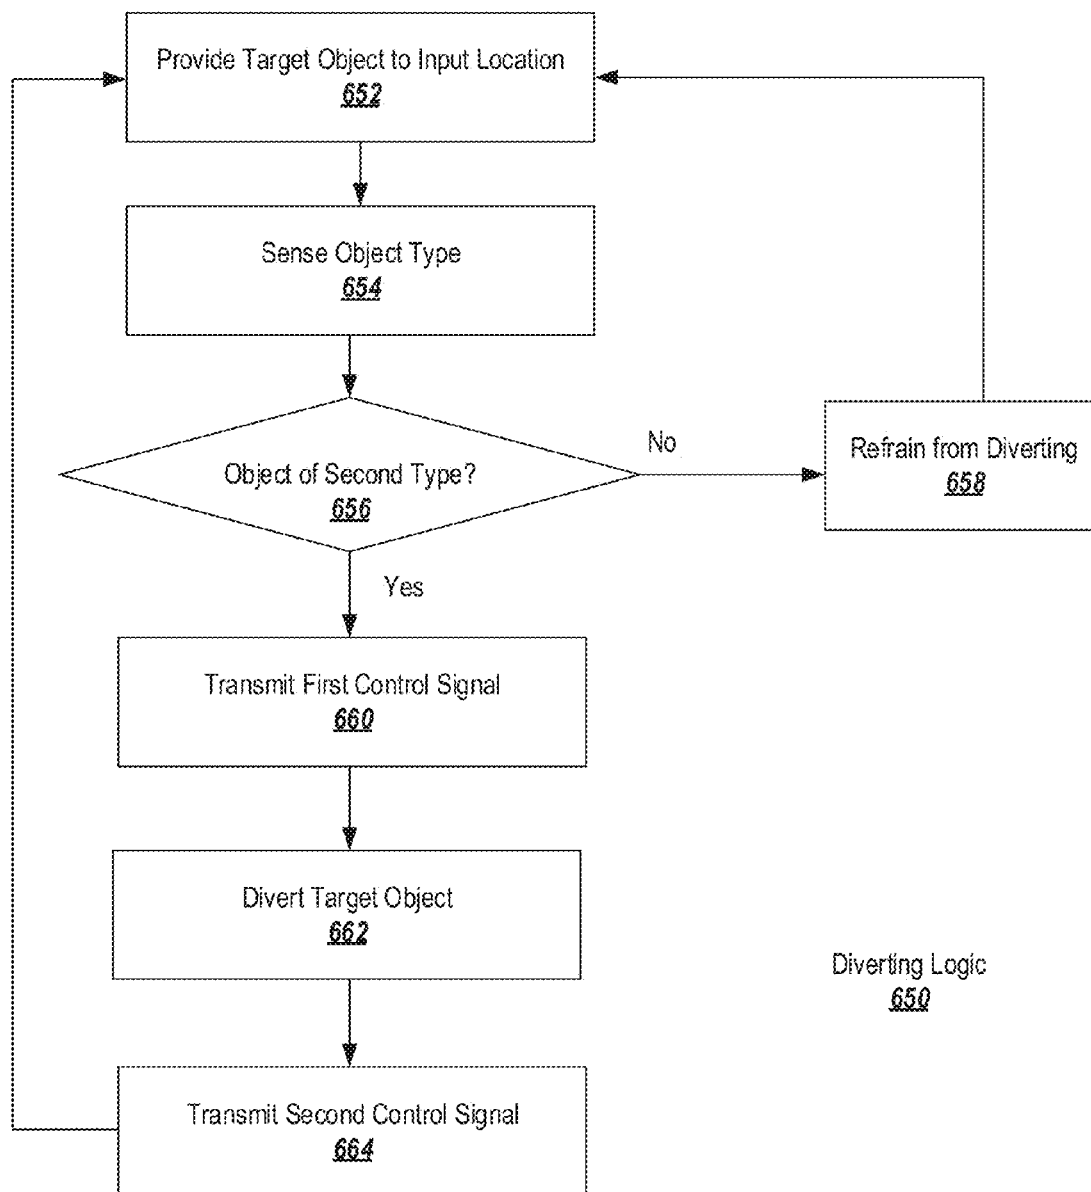 Provide Target Object to Input Location
652
Sense Object Type
654
Object of Second Type?
656
No
Refrain from Diverting
658
Yes
Transmit First Control Signal
660
Divert Target Object
662
Diverting Logic
650
Transmit Second Control Signal
664